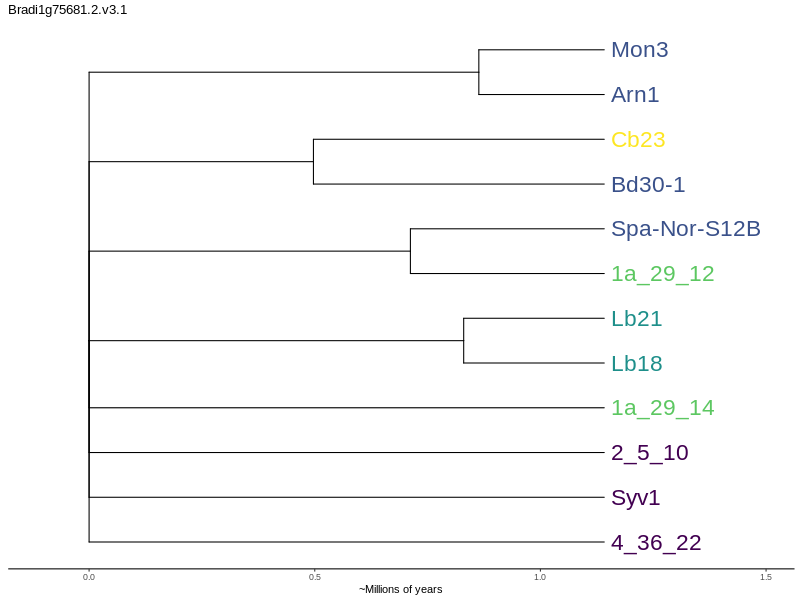 Bradi1g75681.2.v3.1
Mon3
Arn1
Cb23
Bd30-1
Spa-Nor-S12B
1a_29_12
Lb21
Lb18
1a_29_14
2_5_10
Syv1
4_36_22
0.0 0.5 1.0 1.5
~Millions of years